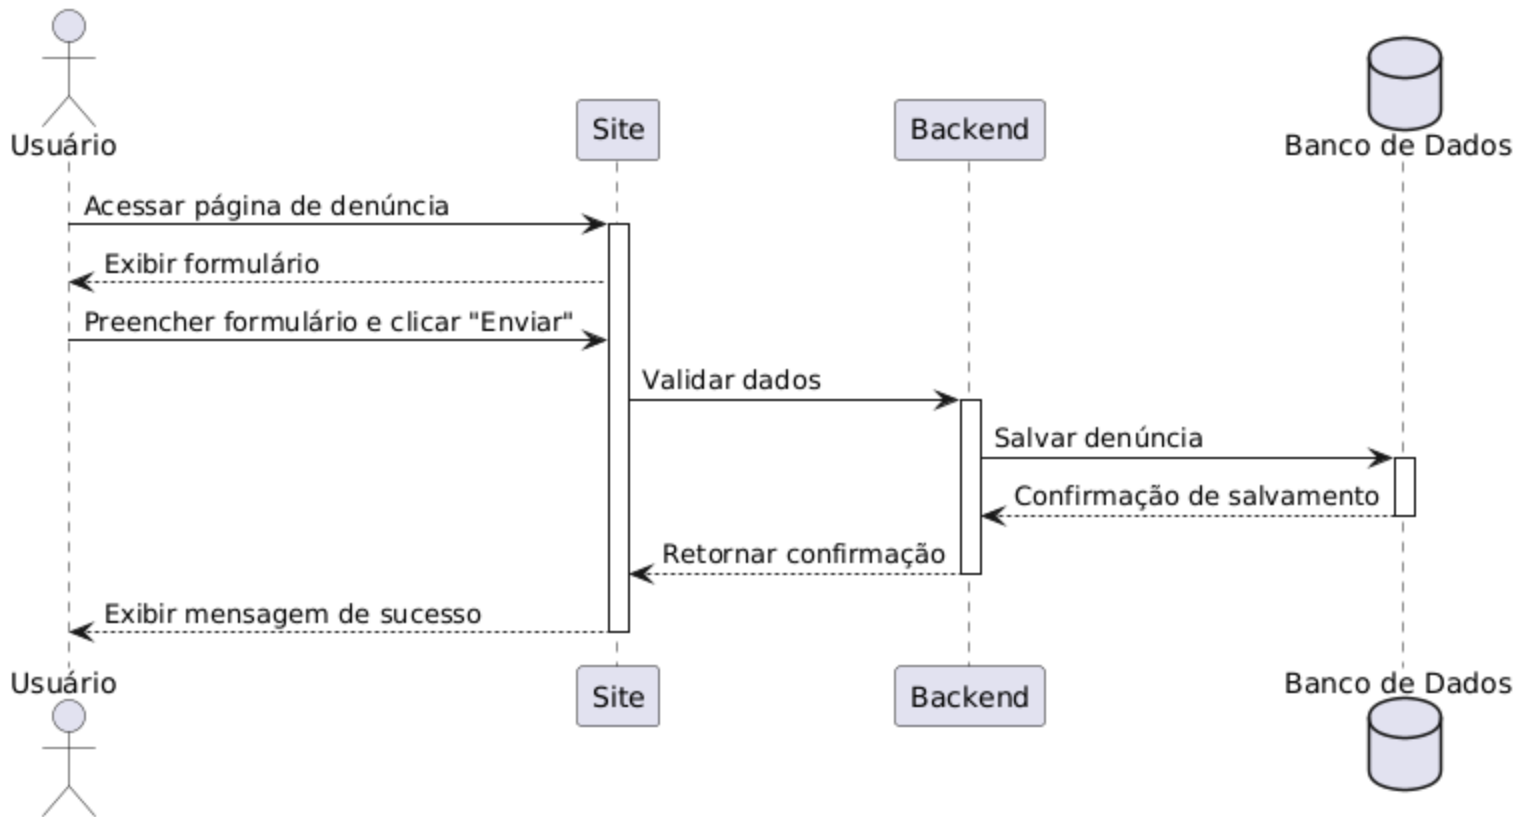 Usuário
Site
Backend
Banco de Dados
Acessar página de denúncia
Exibir formulário
Preencher formulário e clicar "Enviar"
Validar dados
Salvar denúncia
Confirmação de salvamento
Retornar confirmação
Exibir mensagem de sucesso
Usuário
Site
Backend
Banco de Dados